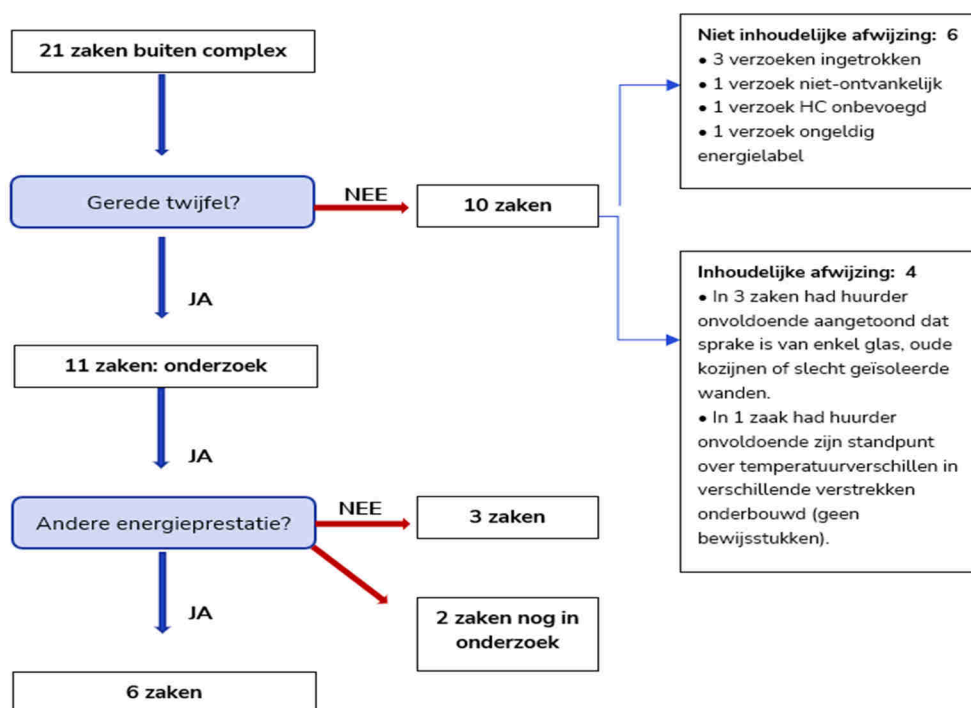 21 zaken buiten complex
Gerede twijfel?
NEE
10 zaken
Niet inhoudelijke afwijzing: 6
• 3 verzoeken ingetrokken
• 1 verzoek niet-ontvankelijk
• 1 verzoek HC onbevoegd
• 1 verzoek ongeldig
energielabel
Inhoudelijke afwijzing: 4
• In 3 zaken had huurder
onvoldoende aangetoond dat
sprake is van enkel glas, oude
kozijnen of slecht geïsoleerde
wanden.
• In 1 zaak had huurder
onvoldoende zijn standpunt
over temperatuurverschillen in
verschillende verstrekken
onderbouwd (geen
bewijsstukken).
JA
11 zaken: onderzoek
JA
Andere energieprestatie?
NEE
3 zaken
2 zaken nog in
onderzoek
JA
6 zaken